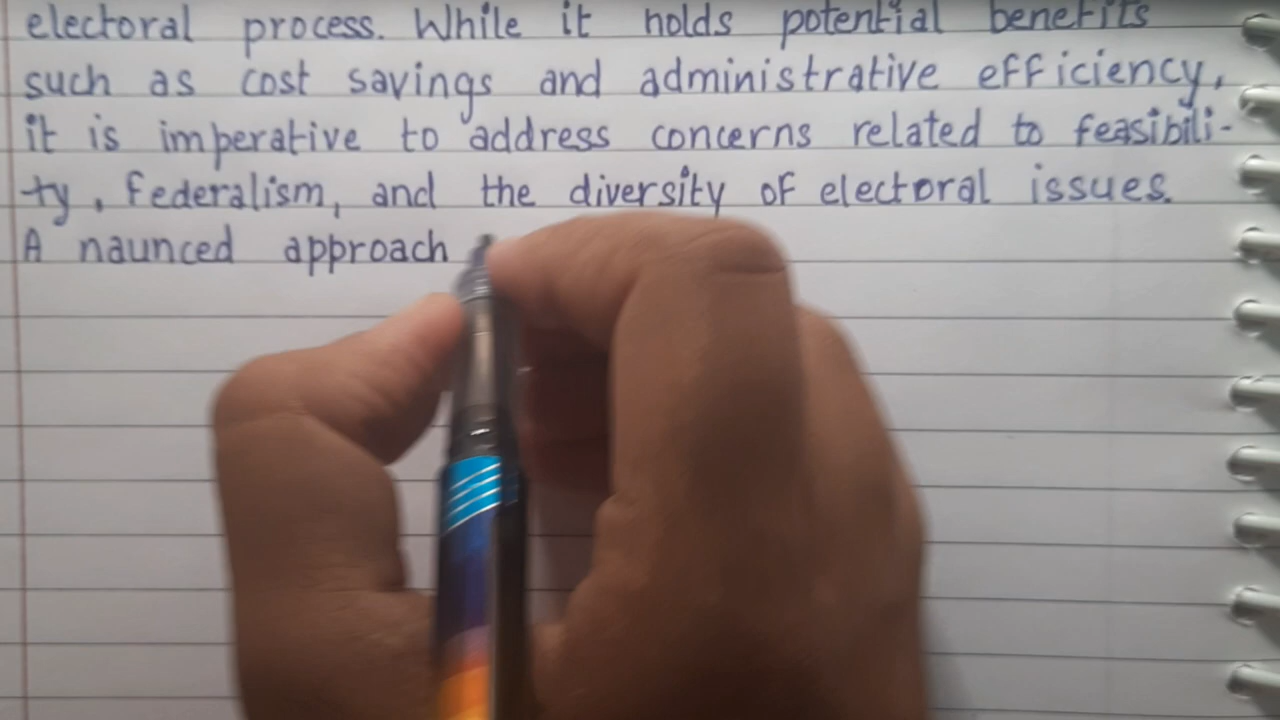 electoral process. While it holds potential benefits
such as cost savings and administrative efficiency,
it is imperative to address concerns related to feasibili-
ty, federalism, and the diversity of electoral issues.
A naunced approach